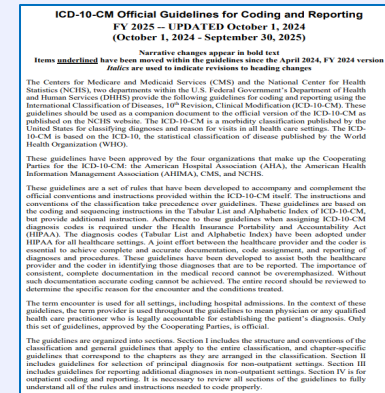 ICD-10-CM Official Guidelines for Coding and Reporting
FY 2025 -- UPDATED October 1, 2024
(October 1, 2024 - September 30, 2025)
Narrative changes appear in bold text
Items underlined have been moved within the guidelines since the April 2024, FY 2024 version
Italics are used to indicate revisions to heading changes
The Centers for Medicare and Medicaid Services (CMS) and the National Center for Health
Statistics (NCHS), two departments within the U.S. Federal Government's Department of Health
and Human Services (DHHS) provide the following guidelines for coding and reporting using the
International Classification of Diseases, 10th Revision, Clinical Modification (ICD-10-CM). These
guidelines should be used as a companion document to the official version of the ICD-10-CM as
published on the NCHS website. The ICD-10-CM is a morbidity classification published by the
United States for classifying diagnoses and reason for visits in all health care settings. The ICD-
10-CM is based on the ICD-10, the statistical classification of disease published by the World
Health Organization (WHO).
These guidelines have been approved by the four organizations that make up the Cooperating
Parties for the ICD-10-CM: the American Hospital Association (AHA), the American Health
Information Management Association (AHIMA), CMS, and NCHS.
These guidelines are a set of rules that have been developed to accompany and complement the
official conventions and instructions provided within the ICD-10-CM itself. The instructions and
conventions of the classification take precedence over guidelines. These guidelines are based on
the coding and sequencing instructions in the Tabular List and Alphabetic Index of ICD-10-CM,
but provide additional instruction. Adherence to these guidelines when assigning ICD-10-CM
diagnosis codes is required under the Health Insurance Portability and Accountability Act
(HIPAA). The diagnosis codes (Tabular List and Alphabetic Index) have been adopted under
HIPAA for all healthcare settings. A joint effort between the healthcare provider and the coder is
essential to achieve complete and accurate documentation, code assignment, and reporting of
diagnoses and procedures. These guidelines have been developed to assist both the healthcare
provider and the coder in identifying those diagnoses that are to be reported. The importance of
consistent, complete documentation in the medical record cannot be overemphasized. Without
such documentation accurate coding cannot be achieved. The entire record should be reviewed to
determine the specific reason for the encounter and the conditions treated.
The term encounter is used for all settings, including hospital admissions. In the context of these
guidelines, the term provider is used throughout the guidelines to mean physician or any qualified
health care practitioner who is legally accountable for establishing the patient's diagnosis. Only
this set of guidelines, approved by the Cooperating Parties, is official.
The guidelines are organized into sections. Section I includes the structure and conventions of the
classification and general guidelines that apply to the entire classification, and chapter-specific
guidelines that correspond to the chapters as they are arranged in the classification. Section II
includes guidelines for selection of principal diagnosis for non-outpatient settings. Section III
includes guidelines for reporting additional diagnoses in non-outpatient settings. Section IV is for
outpatient coding and reporting. It is necessary to review all sections of the guidelines to fully
understand all of the rules and instructions needed to code properly.